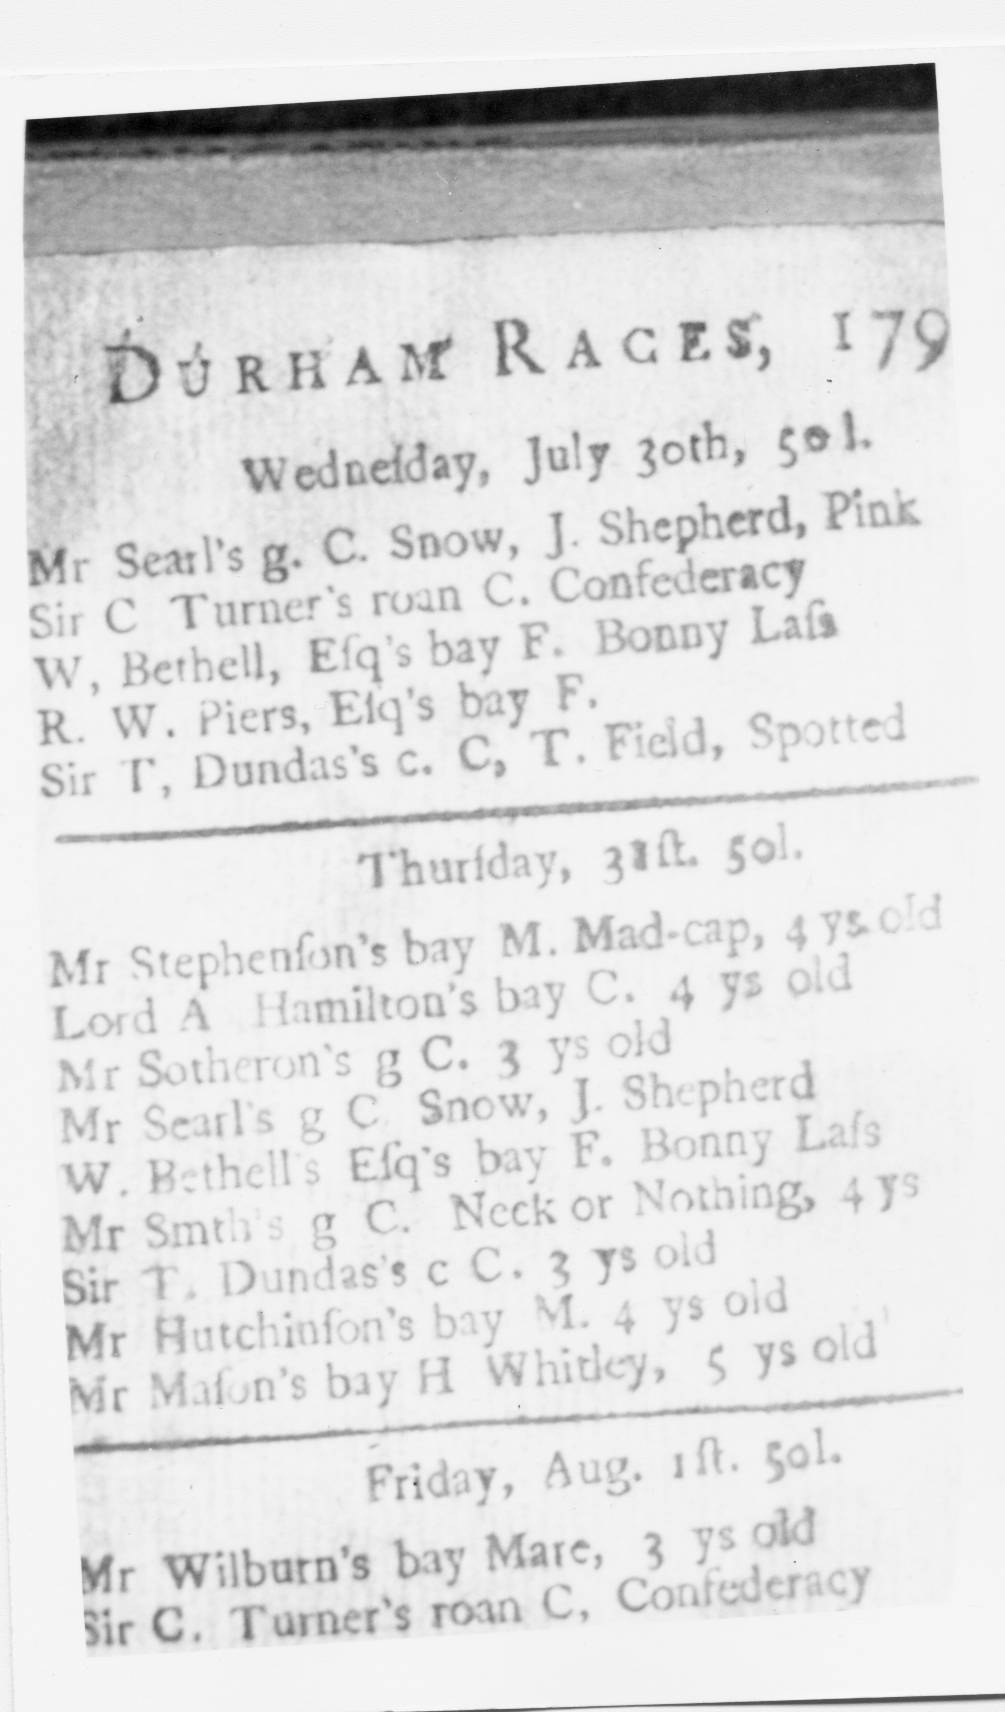 DURHAM RACES, 179
Wedneſday, July 30th, 50l.
Mr Searl's g. C. Snow, J. Shepherd, Pink
Sir C Turner's roan C. Confederacy
W, Bethell, Eſq's bay F. Bonny Laſs
R. W. Piers, Eſq's bay F.
Sir T, Dundas's c. C, T. Field, Spotted
Thurſday, 31ſt. 50l.
Mr Stephenſon's bay M. Mad-cap, 4 ys old
Lord A Hamilton's bay C. 4 ys old
Mr Sotheron's g C. 3 ys old
Mr Searl's g C Snow, J. Shepherd
W. Bethell's Eſq's bay F. Bonny Laſs
Mr Smth's g C. Neck or Nothing, 4 ys
Sir T. Dundas's c C. 3 ys old
Mr Hutchinſon's bay M. 4 ys old
Mr Maſon's bay H Whitley, 5 ys old
Friday, Aug. 1ſt. 50l.
Mr Wilburn's bay Mare, 3 ys old
Sir C. Turner's roan C, Confederacy